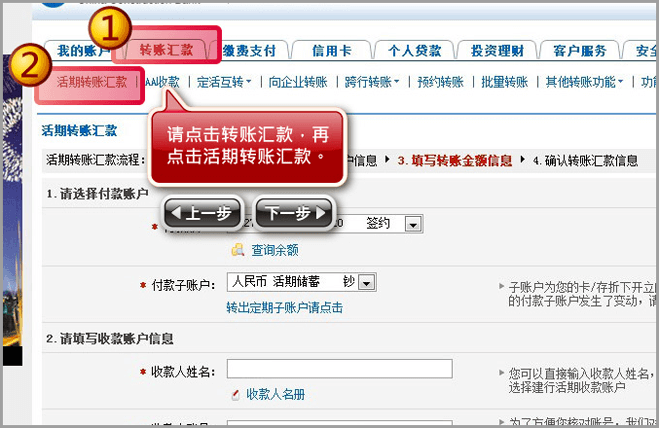 1
我的账户 转账汇款 缴费支付 信用卡 个人贷款 投资理财 客户服务 安全
2
活期转账汇款 AA收款 定活互转 向企业转账 跨行转账 预约转账 批量转账 其他转账功能
请点击转账汇款，再
点击活期转账汇款。
活期转账汇款
活期转账汇款流程： 户信息 3.填写转账金额信息 4.确认转账汇款信息
1.请选择付款账户
上一步 下一步
签约
查询余额
* 付款子账户： 人民币 活期储蓄 钞
子账户为您的卡/存折下开立的
转出定期子账户请点击
的付款子账户发生了变动，请
2.请填写收款账户信息
* 收款人姓名：
您可以直接输入收款人姓名，
选择建行活期收款账户
收款人名册
为了方便您核对账号，我们对